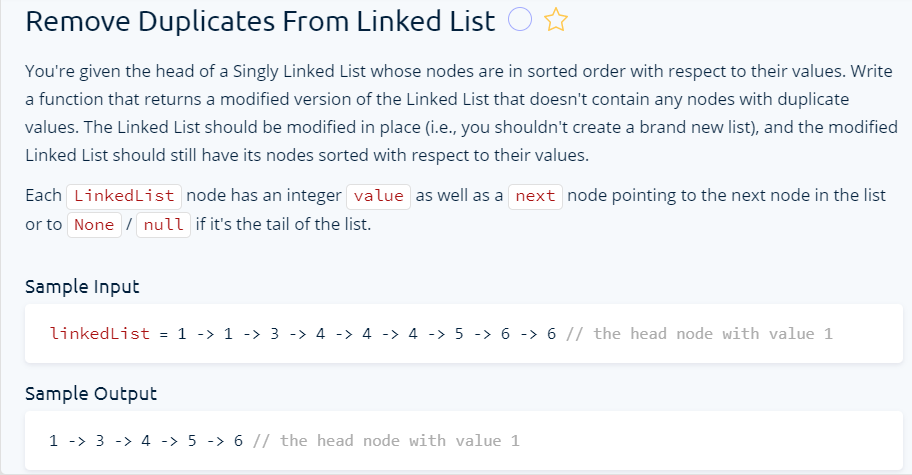 Remove Duplicates From Linked List
You're given the head of a Singly Linked List whose nodes are in sorted order with respect to their values. Write
a function that returns a modified version of the Linked List that doesn't contain any nodes with duplicate
values. The Linked List should be modified in place (i.e., you shouldn't create a brand new list), and the modified
Linked List should still have its nodes sorted with respect to their values.
Each LinkedList node has an integer value as well as a next node pointing to the next node in the list
or to None / null if it's the tail of the list.
Sample Input
linkedList = 1 -> 1 -> 3 -> 4 -> 4 -> 4 -> 5 -> 6 -> 6 // the head node with value 1
Sample Output
1 -> 3 -> 4 -> 5 -> 6 // the head node with value 1